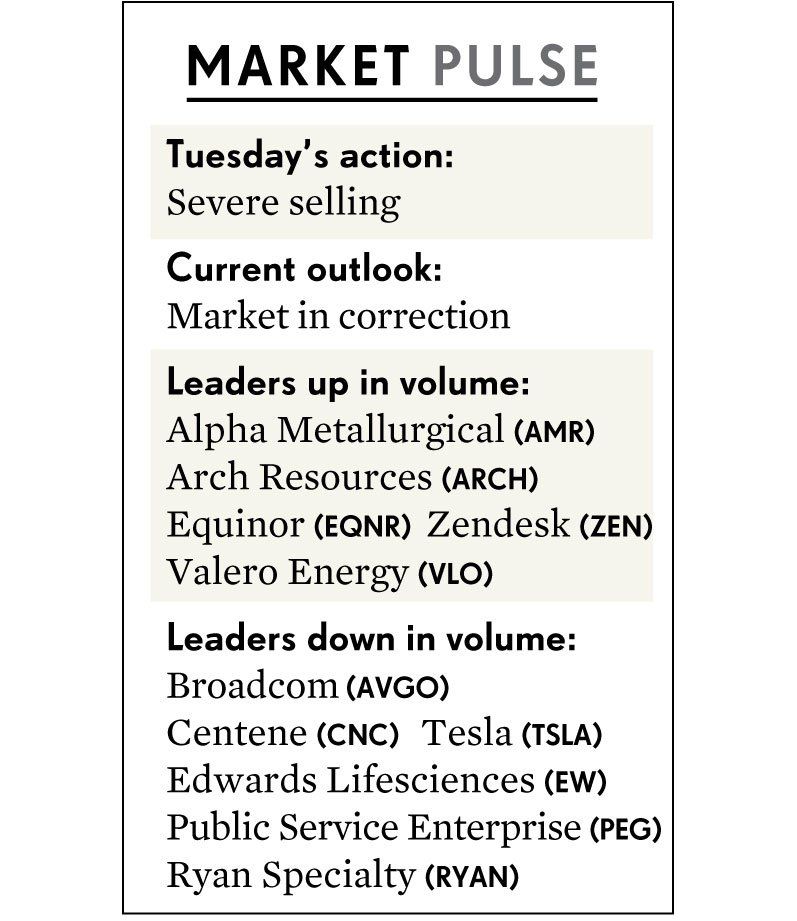 MARKET PULSE
Tuesday’s action:
Severe selling
Current outlook:
Market in correction
Leaders up in volume:
Alpha Metallurgical (AMR)
Arch Resources (ARCH)
Equinor (EQNR) Zendesk (ZEN)
Valero Energy (VLO)
Leaders down in volume:
Broadcom (AVGO)
Centene (CNC) Tesla (TSLA)
Edwards Lifesciences (EW)
Public Service Enterprise (PEG)
Ryan Specialty (RYAN)